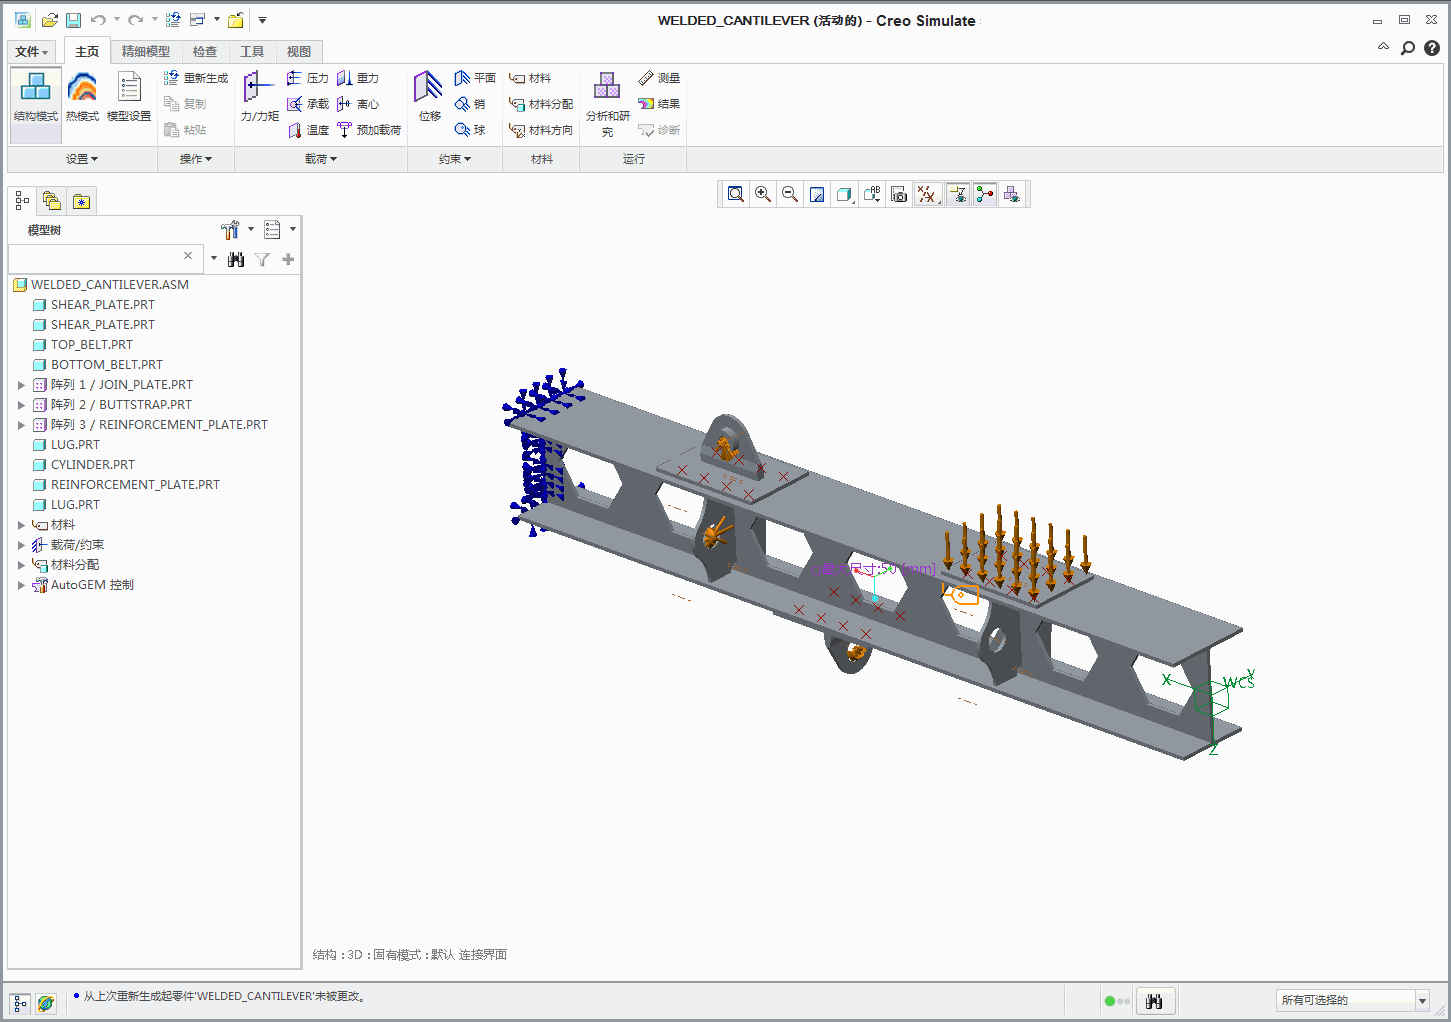 WELDED_CANTILEVER (活动的) - Creo Simulate
文件 主页 精细模型 检查 工具 视图
结构模式 热模式 模型设置
重新生成
复制
粘贴
力/力矩
压力 重力
承载 离心
温度 预加载荷
位移
平面
销
球
材料
材料分配
材料方向
分析和研究
测量
结果
诊断
设置 操作 载荷 约束 材料 运行
模型树
WELDED_CANTILEVER.ASM
SHEAR_PLATE.PRT
SHEAR_PLATE.PRT
TOP_BELT.PRT
BOTTOM_BELT.PRT
阵列 1 / JOIN_PLATE.PRT
阵列 2 / BUTTSTRAP.PRT
阵列 3 / REINFORCEMENT_PLATE.PRT
LUG.PRT
CYLINDER.PRT
REINFORCEMENT_PLATE.PRT
LUG.PRT
材料
载荷/约束
材料分配
AutoGEM 控制
尺寸:50 [mm]
X
Y
WCS
Z
结构 : 3D : 固有模式 : 默认 连接界面
从上次重新生成起零件'WELDED_CANTILEVER'未被更改。
所有可选择的